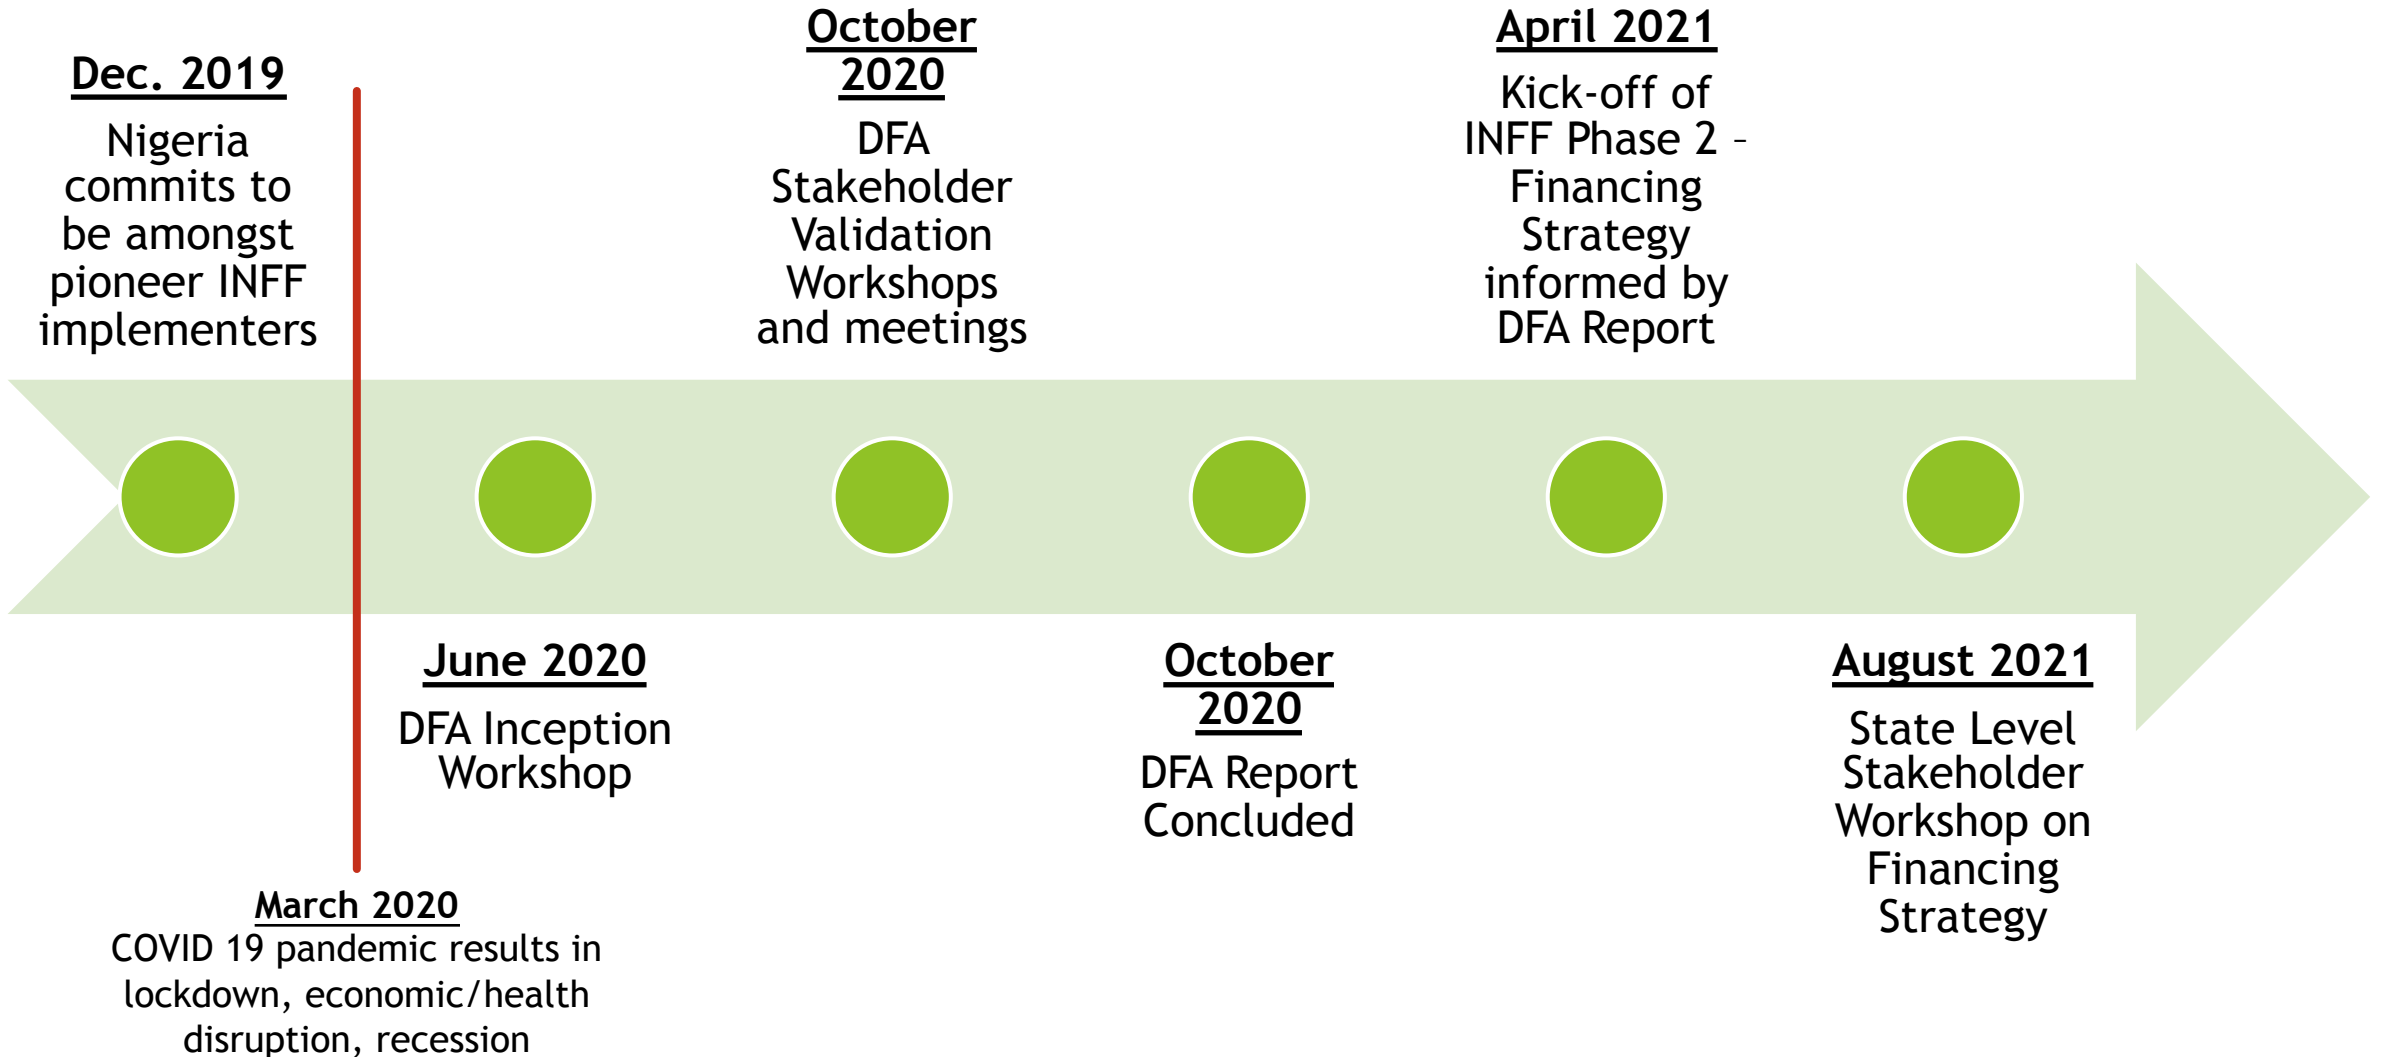 Dec. 2019
Nigeria
commits to
be amongst
pioneer INFF
implementers
March 2020
COVID 19 pandemic results in
lockdown, economic/health
disruption, recession
June 2020
DFA Inception
Workshop
October
2020
DFA
Stakeholder
Validation
Workshops
and meetings
October
2020
DFA Report
Concluded
April 2021
Kick-off of
INFF Phase 2 –
Financing
Strategy
informed by
DFA Report
August 2021
State Level
Stakeholder
Workshop on
Financing
Strategy